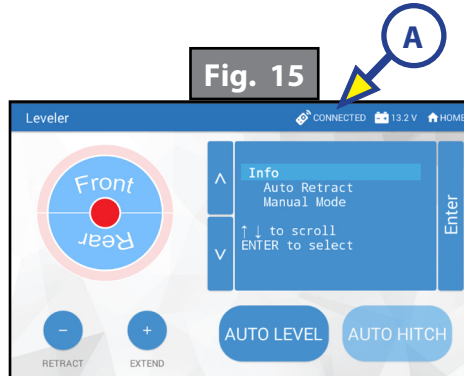 A
Fig. 15
Leveler
CONNECTED 13.2 V HOME
Front
Rear
^
Info
Auto Retract
Manual Mode
↑ ↓ to scroll
ENTER to select
v
Enter
−
+
RETRACT
EXTEND
AUTO LEVEL
AUTO HITCH